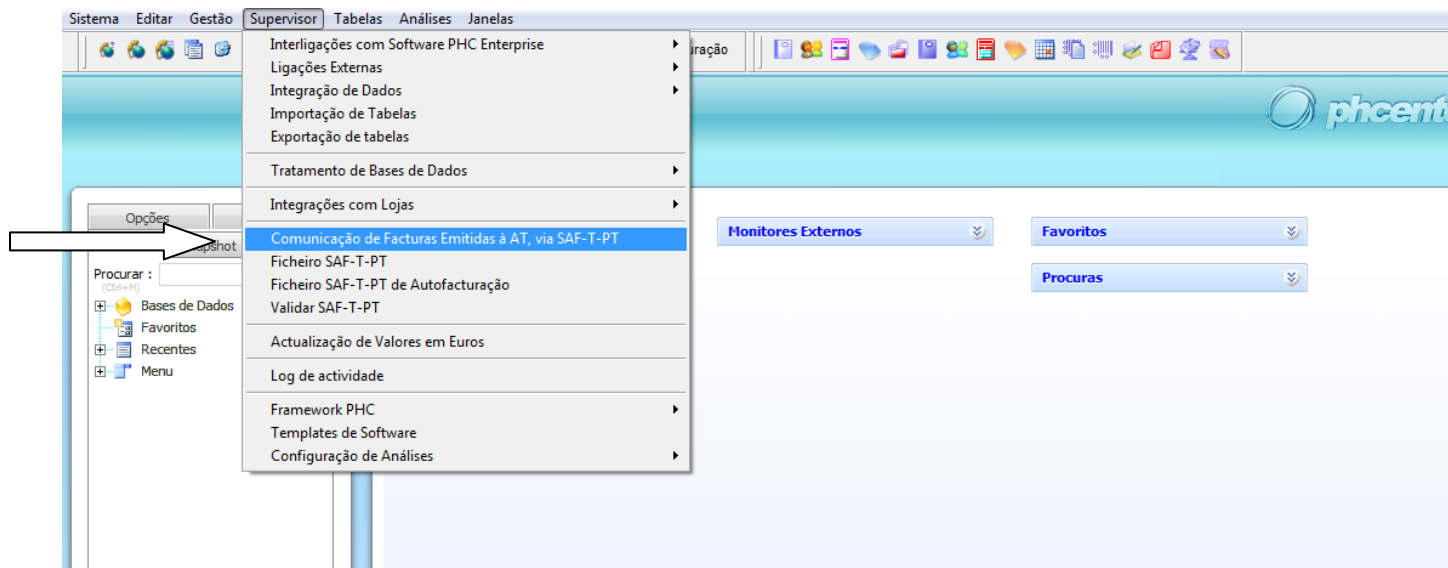 Sistema Editar Gestão Supervisor Tabelas Análises Janelas
Interligações com Software PHC Enterprise
Ligações Externas
Integração de Dados
Importação de Tabelas
Exportação de tabelas
Tratamento de Bases de Dados
Integrações com Lojas
Comunicação de Facturas Emitidas à AT, via SAF-T-PT
Ficheiro SAF-T-PT
Ficheiro SAF-T-PT de Autofacturação
Validar SAF-T-PT
Actualização de Valores em Euros
Log de actividade
Framework PHC
Templates de Software
Configuração de Análises
ração
phcent
Opções
pshot
Procurar :
(Ctrl+M)
Bases de Dados
Favoritos
Recentes
Menu
Monitores Externos
Favoritos
Procuras